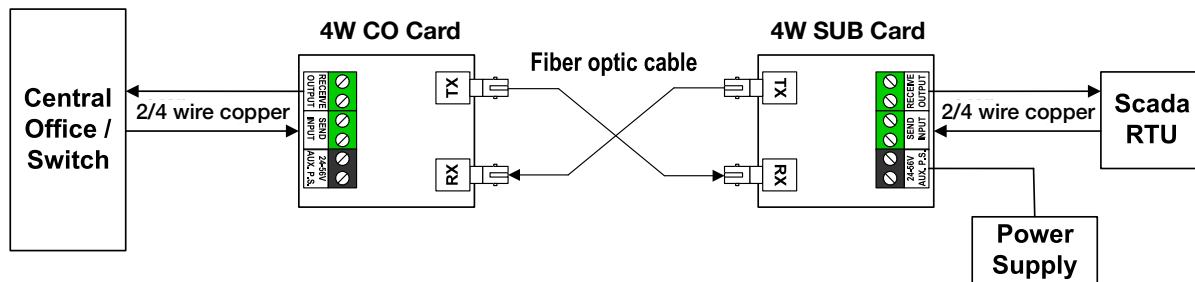 4W CO Card
4W SUB Card
Fiber optic cable
Central
Office /
Switch
2/4 wire copper
RECEIVE
OUTPUT
SEND
INPUT
24-56V
AUX. P.S.
TX
RX
TX
RX
RECEIVE
OUTPUT
SEND
INPUT
24-56V
AUX. P.S.
2/4 wire copper
Scada
RTU
Power
Supply